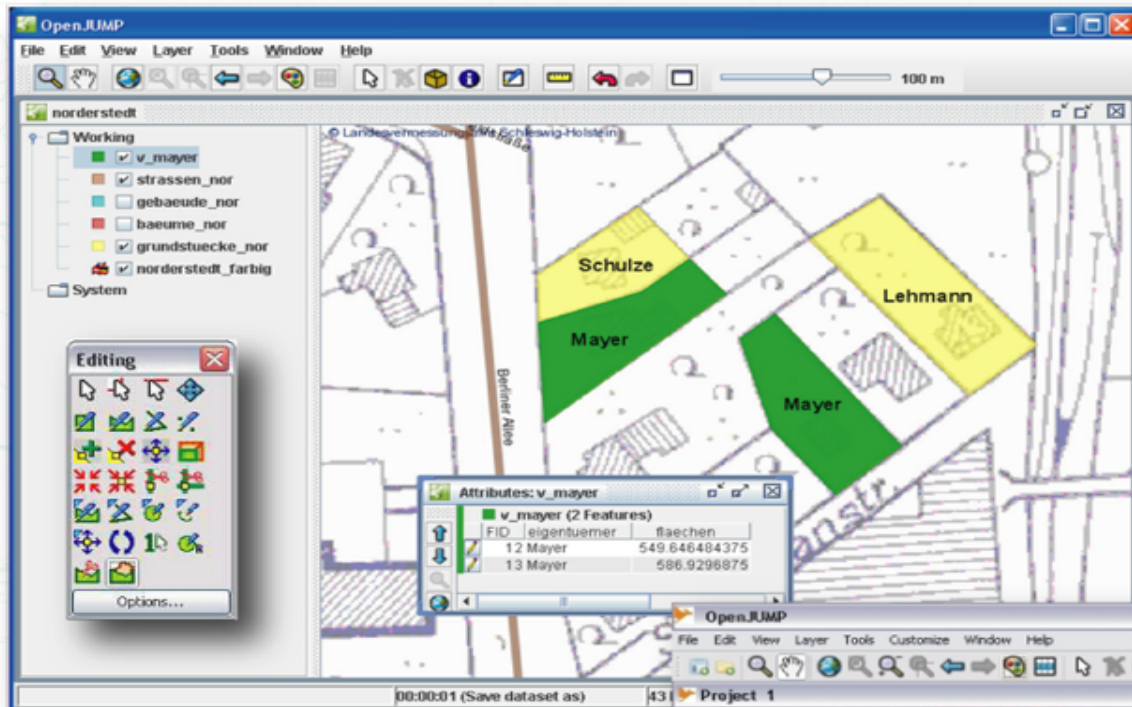 OpenJUMP
File Edit View Layer Tools Window Help
100 m
norderstedt
Working
v_mayer
strassen_nor
gebaeude_nor
baeume_nor
grundstuecke_nor
norderstedt_farbig
System
Schulze
Mayer
Lehmann
Mayer
Berliner Allee
Editing
Options...
Attributes: v_mayer
v_mayer (2 Features)
FID eigentuemer flaechen
12 Mayer 549.646484375
13 Mayer 586.9296875
00:00:01 (Save dataset as)
43
OpenJUMP
File Edit View Layer Tools Customize Window Help
Project 1